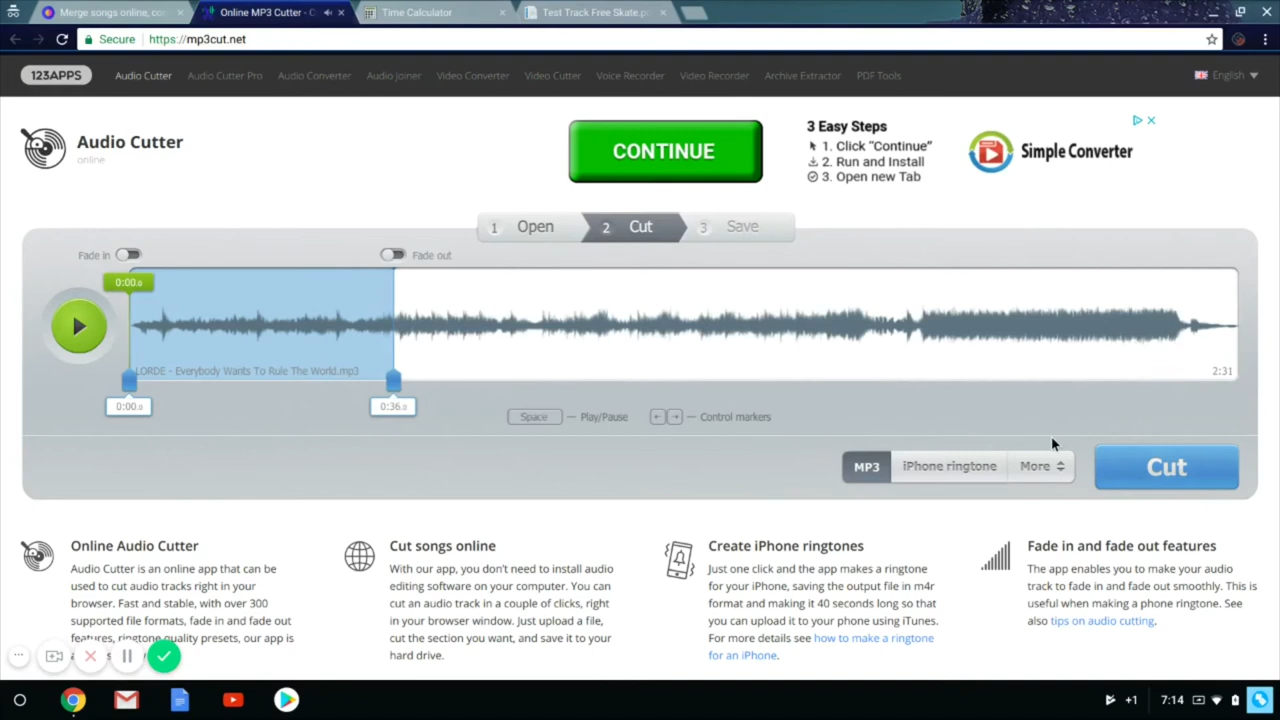 Merge songs online, co
Online MP3 Cutter - C
Time Calculator
Test Track Free Skate.p
Secure
https://mp3cut.net
123APPS
Audio Cutter
Audio Cutter Pro
Audio Converter
Audio Joiner
Video Converter
Video Cutter
Voice Recorder
Video Recorder
Archive Extractor
PDF Tools
English
Audio Cutter
online
CONTINUE
3 Easy Steps
1. Click "Continue"
2. Run and Install
3. Open new Tab
Simple Converter
1 Open
2 Cut
3 Save
Fade in
Fade out
0:00.0
LORDE - Everybody Wants To Rule The World.mp3
2:31
0:00.0
0:36.0
Space — Play/Pause
← → — Control markers
MP3
iPhone ringtone
More
Cut
Online Audio Cutter
Audio Cutter is an online app that can be
used to cut audio tracks right in your
browser. Fast and stable, with over 300
supported file formats, fade in and fade out
features, ringtone quality presets, our app is
Cut songs online
With our app, you don't need to install audio
editing software on your computer. You can
cut an audio track in a couple of clicks, right
in your browser window. Just upload a file,
cut the section you want, and save it to your
hard drive.
Create iPhone ringtones
Just one click and the app makes a ringtone
for your iPhone, saving the output file in m4r
format and making it 40 seconds long so that
you can upload it to your phone using iTunes.
For more details see how to make a ringtone
for an iPhone.
Fade in and fade out features
The app enables you to make your audio
track to fade in and fade out smoothly. This is
useful when making a phone ringtone. See
also tips on audio cutting.
+1
7:14